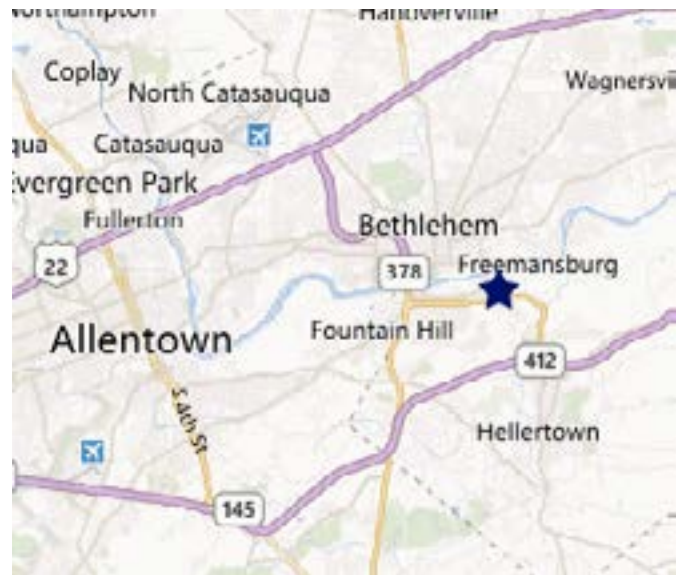 Northampton
Hanoverville
Coplay
North Catasauqua
Wagnersvi
qua
Catasauqua
Evergreen Park
Fullerton
Bethlehem
22
378
Freemansburg
Allentown
Fountain Hill
412
S 4th St
Hellertown
145